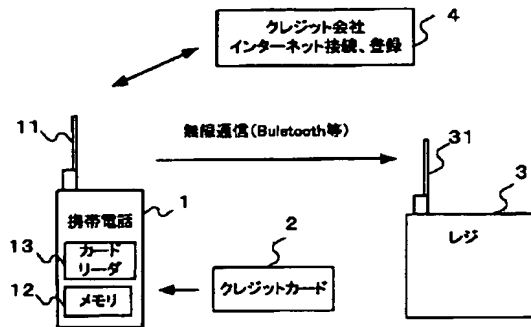 クレジット会社
インターネット接続、登録
4
11
無限通信(Bulstooth等)
31
携帯電話
1
3
13
カード
リーダ
2
レジ
12
メモリ
クレジットカード